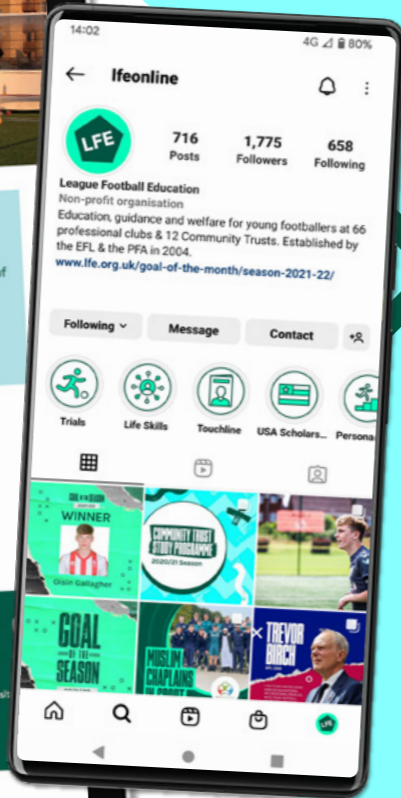 14:02
4G 80%
lfeonline
LFE
716
Posts
1,775
Followers
658
Following
League Football Education
Non-profit organisation
Education, guidance and welfare for young footballers at 66
professional clubs & 12 Community Trusts. Established by
the EFL & the PFA in 2004.
www.lfe.org.uk/goal-of-the-month/season-2021-22/
Following
Message
Contact
Trials
Life Skills
Touchline
USA Scholars...
Persona
WINNER
Oisin Gallagher
COMMUNITY TRUST
STUDY PROGRAMME
2020/21 Season
GOAL
OF THE
SEASON
MUSLIM
CHAPLAINS
IN SPORT
TREVOR
BIRCH
LFE